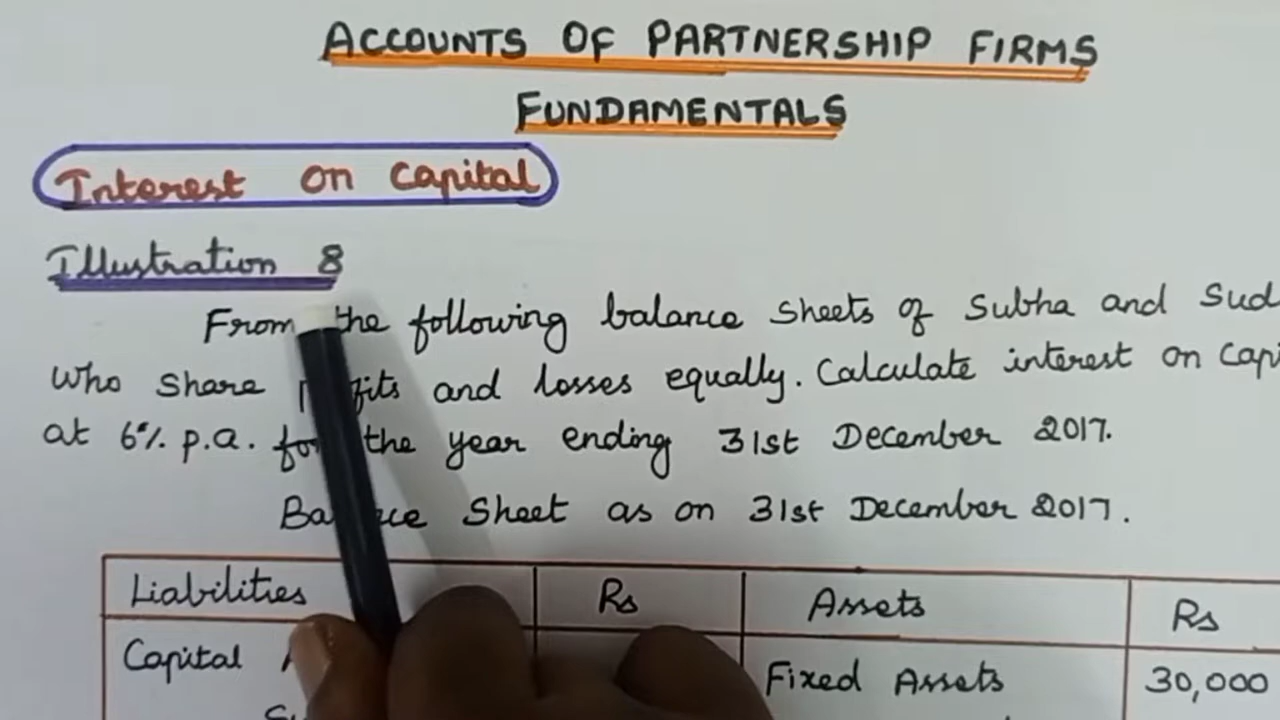 ACCOUNTS OF PARTNERSHIP FIRMS
FUNDAMENTALS
Interest on capital
Illustration 8
From the following balance sheets of Subha and
Who share and losses equally. Calculate interest on
at 6% p.a. the year ending 31st December 2017.
Sheet as on 31st December 2017.
Liabilities Rs Assets Rs
Capital Fixed Assets 30,000